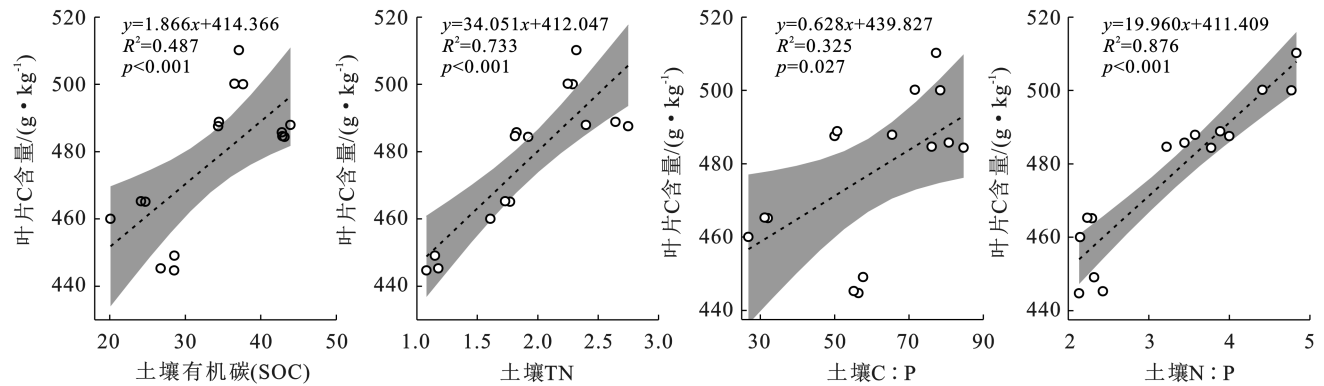 y=1.866x+414.366
R²=0.487
p<0.001
520
500
480
460
440
叶片C含量/(g·kg⁻¹)
20
30
40
50
土壤有机碳(SOC)
y=34.051x+412.047
R²=0.733
p<0.001
520
500
480
460
440
叶片C含量/(g·kg⁻¹)
1.0
1.5
2.0
2.5
3.0
土壤TN
y=0.628x+439.827
R²=0.325
p=0.027
520
500
480
460
440
叶片C含量/(g·kg⁻¹)
30
50
70
90
土壤C:P
y=19.960x+411.409
R²=0.876
p<0.001
520
500
480
460
440
叶片C含量/(g·kg⁻¹)
2
3
4
5
土壤N:P